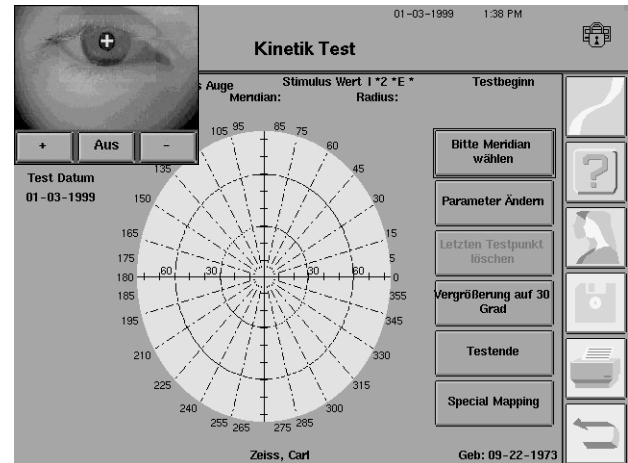 01-03-1999 1:38 PM
Kinetik Test
s Auge Stimulus Wert I *2 *E * Testbeginn
Meridian: Radius:
+ Aus -
Test Datum
01-03-1999
105 95 85 75
60
135 45
150 30
165 15
175 5
180 60 30 30 60 0
185 355
195 345
210 330
225 315
240 300
255 265 275 285
Bitte Meridian
wählen
Parameter Ändern
Letzten Testpunkt
löschen
Vergrößerung auf 30
Grad
Testende
Special Mapping
Zeiss, Carl Geb: 09-22-1973